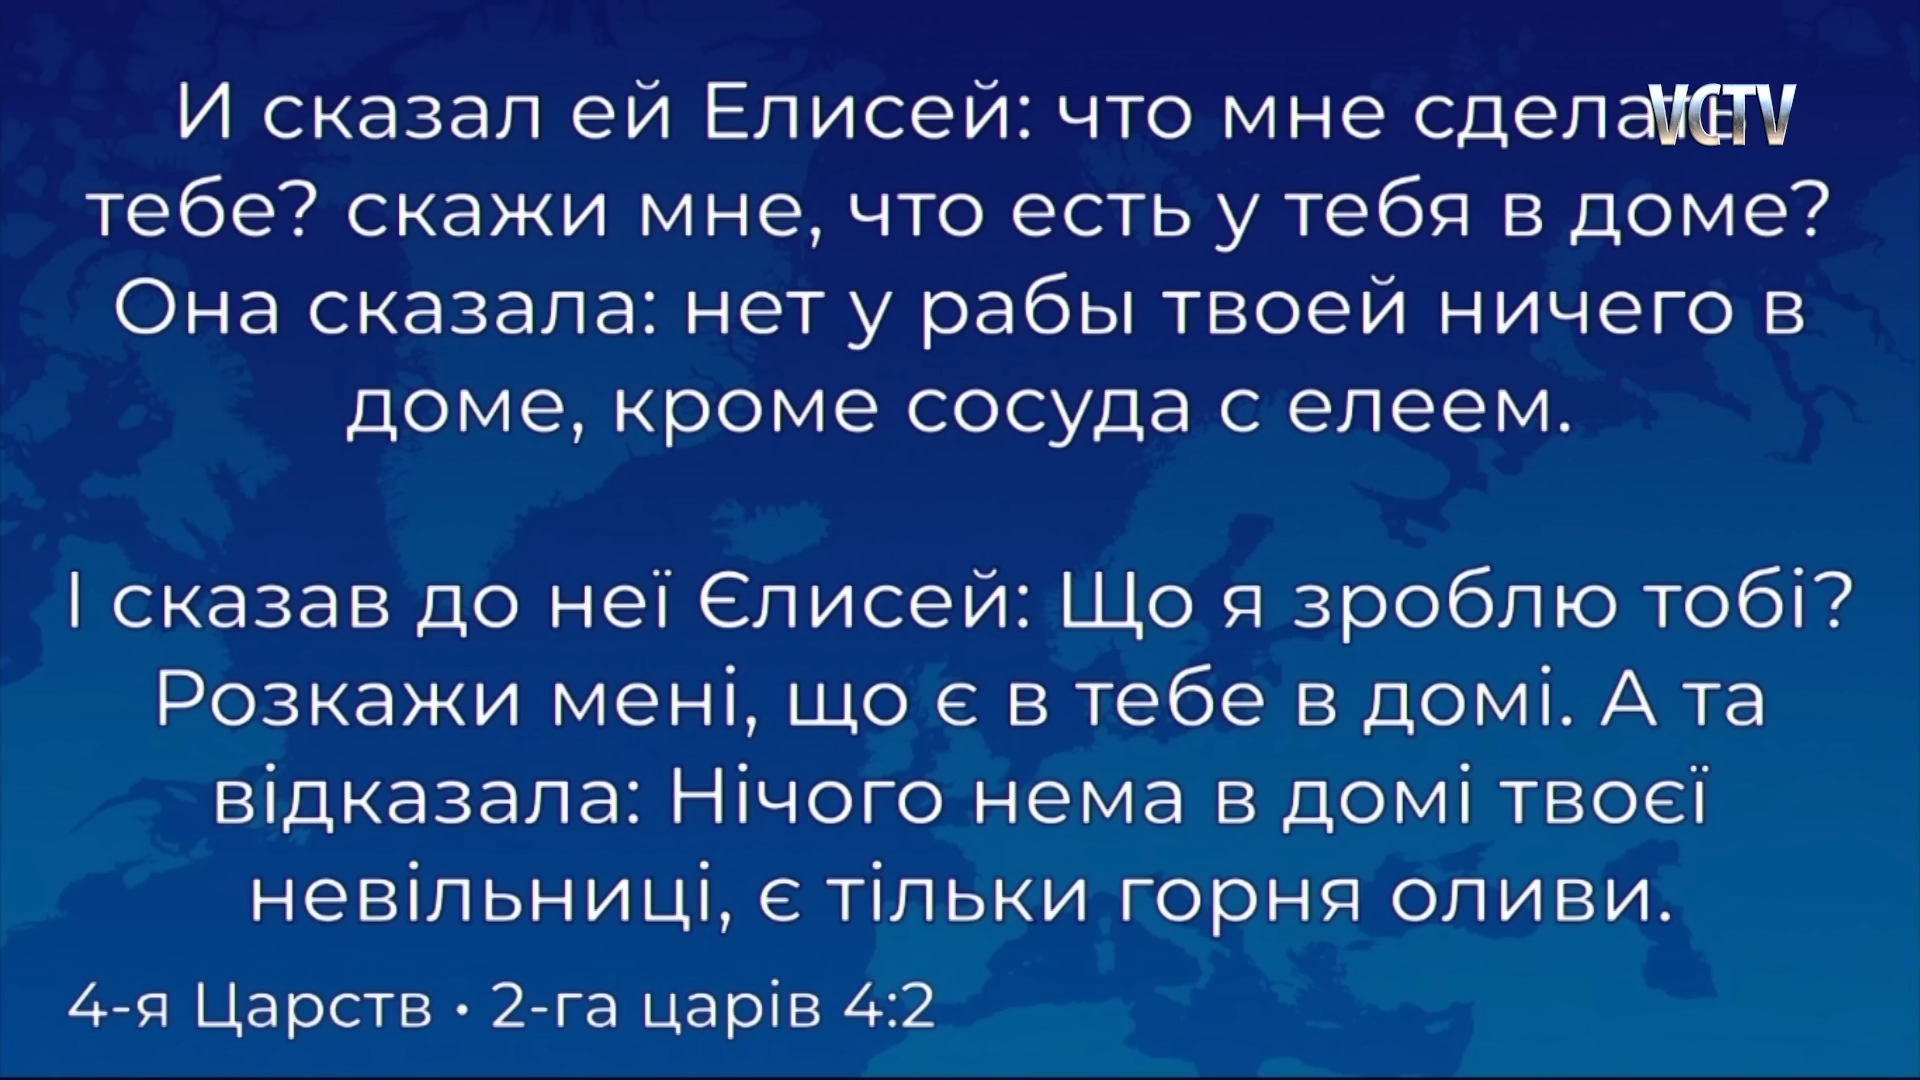 И сказал ей Елисей: что мне сделать VCTV
тебе? скажи мне, что есть у тебя в доме?
Она сказала: нет у рабы твоей ничего в
доме, кроме сосуда с елеем.
І сказав до неї Єлисей: Що я зроблю тобі?
Розкажи мені, що є в тебе в домі. А та
відказала: Нічого нема в домі твоєї
невільниці, є тільки горня оливи.
4-я Царств • 2-га царів 4:2